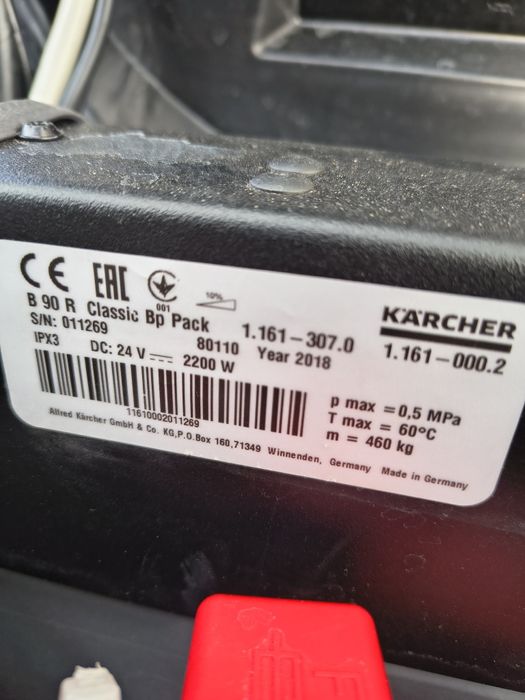 CE EAC 001 10%
KÄRCHER
B 90 R Classic Bp Pack 1.161-307.0 1.161-000.2
S/N: 011269 80110 Year 2018
IPX3 DC: 24 V 2200 W
p max = 0,5 MPa
T max = 60°C
m = 460 kg
11610002011269
Alfred Kärcher GmbH & Co. KG, P.O.Box 160, 71349 Winnenden, Germany Made in Germany